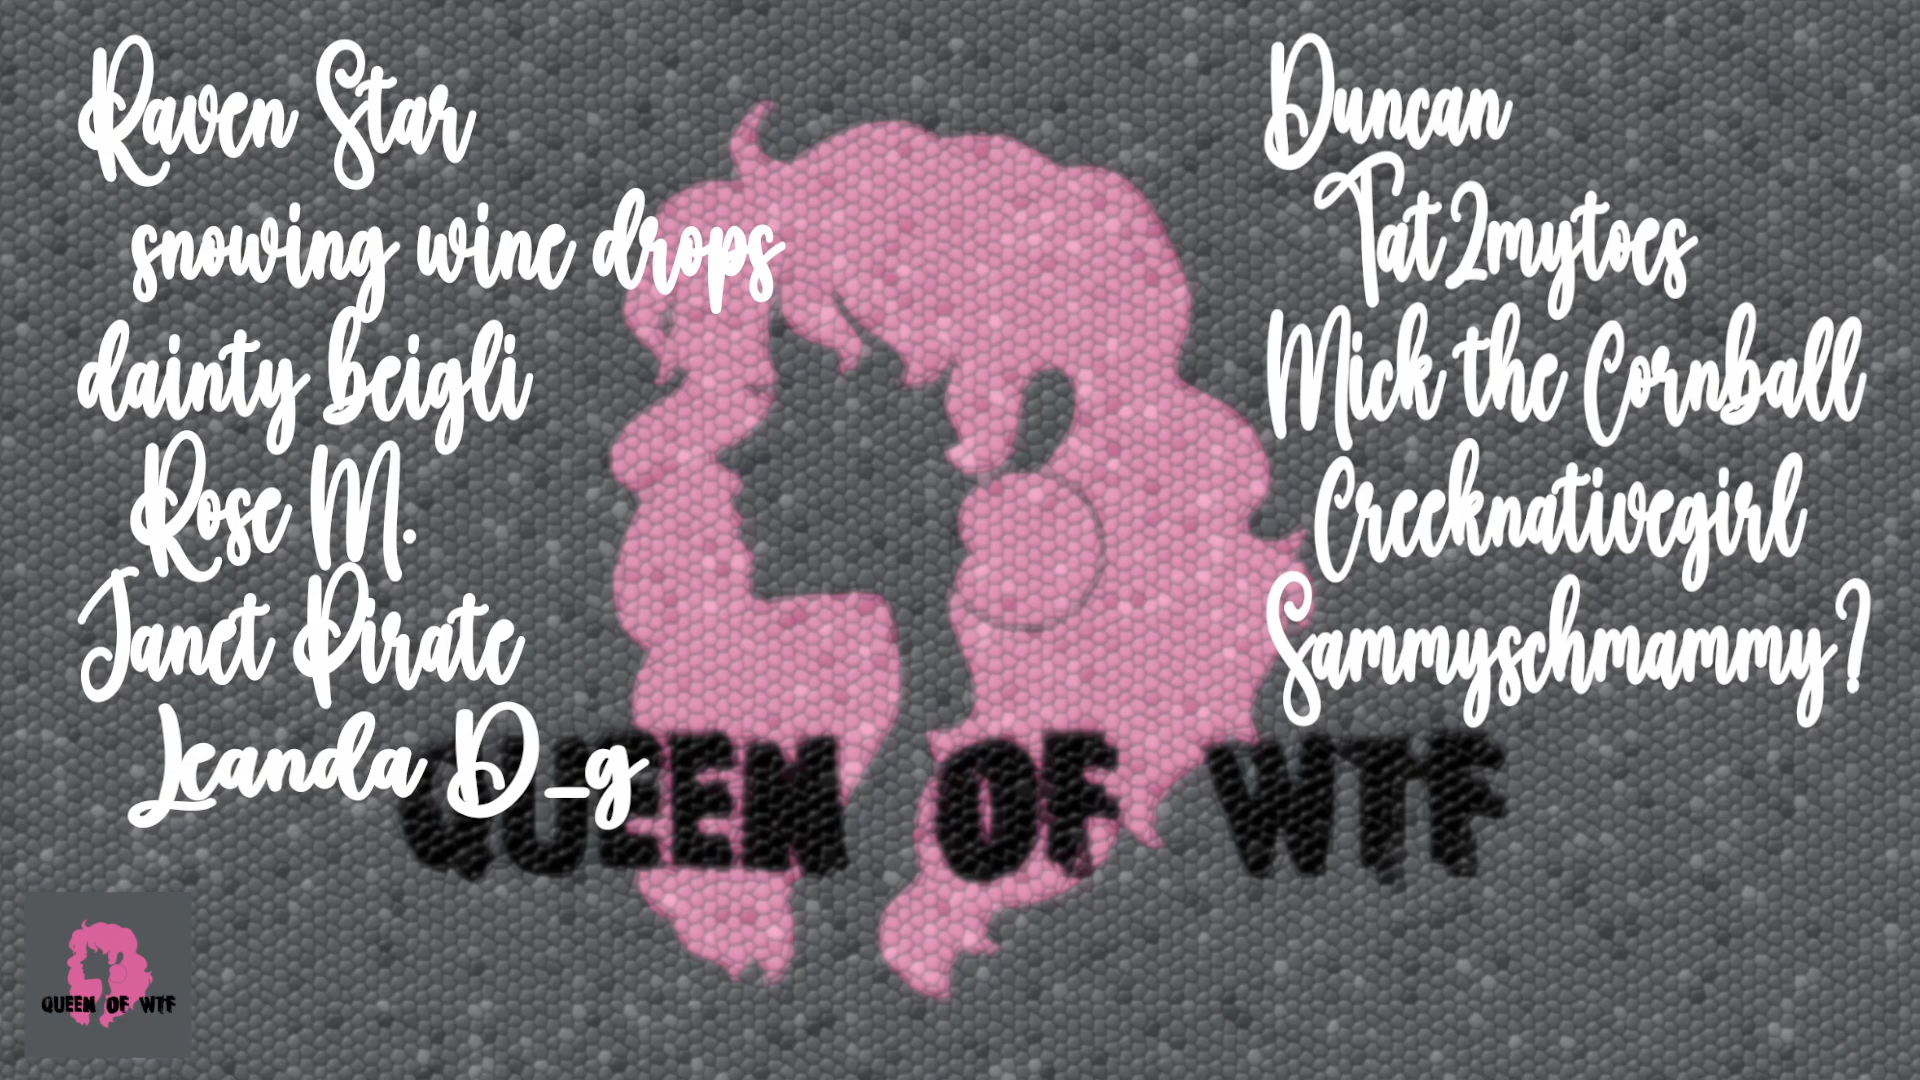 Raven Star
snowing wine drops
dainty beigli
Rose M.
Janet Pirate
Leanda D_g
Duncan
Tat2mytoes
Mick the Cornball
Creeknativegirl
Sammyschmammy?
QUEEN OF WTF
QUEEN OF WTF